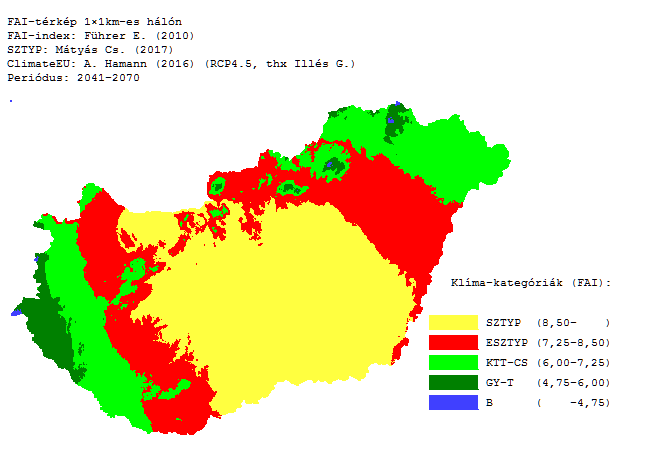 FAI-térkép 1×1km-es hálón
FAI-index: Führer E. (2010)
SZTYP: Mátyás Cs. (2017)
ClimateEU: A. Hamann (2016) (RCP4.5, thx Illés G.)
Periódus: 2041-2070
Klíma-kategóriák (FAI):
SZTYP (8,50- )
ESZTYP (7,25-8,50)
KTT-CS (6,00-7,25)
GY-T (4,75-6,00)
B ( -4,75)